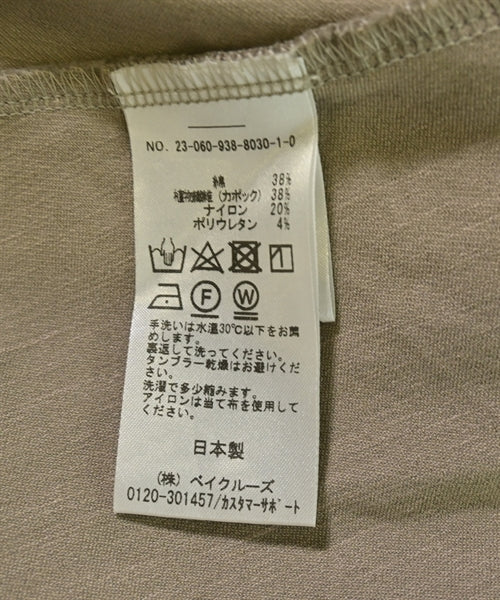 NO. 23-060-938-8030-1-0
綿 38%
(カポック) 38%
ナイロン 20%
ポリウレタン 4%
F
W
手洗いは水温30℃以下をお薦
めします。
裏返して洗ってください。
タンブラー乾燥はお避けくださ
い。
洗濯で多少縮みます。
アイロンは当て布を使用して
ください。
日本製
(株) ベイクルーズ
0120-301457/カスタマーサポート